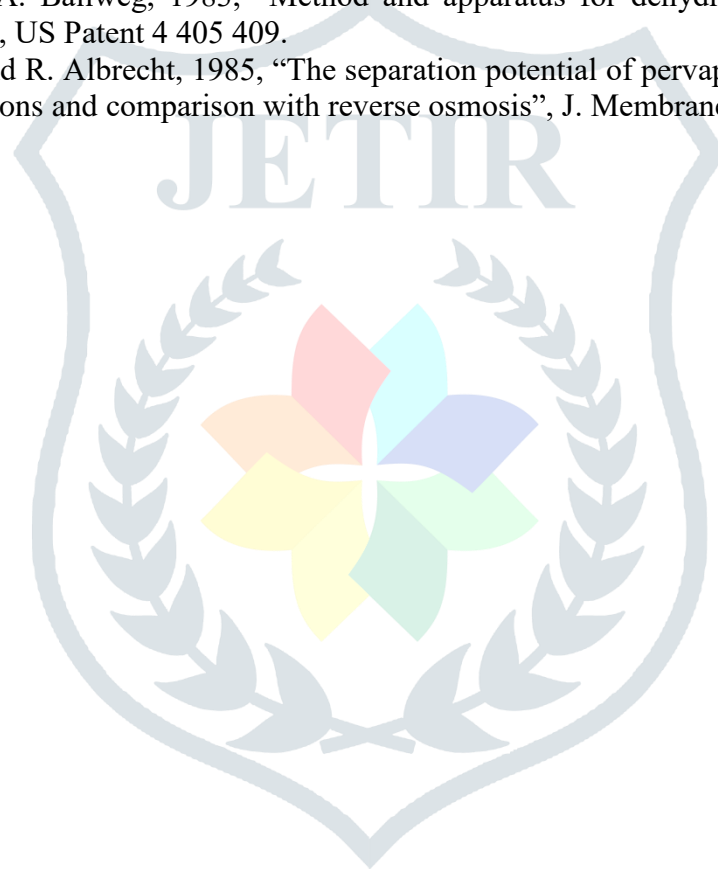 A. Ballweg, 1983, “Method and apparatus for dehydr
, US Patent 4 405 409.
d R. Albrecht, 1985, “The separation potential of pervap
ons and comparison with reverse osmosis”, J. Membrane
JETIR